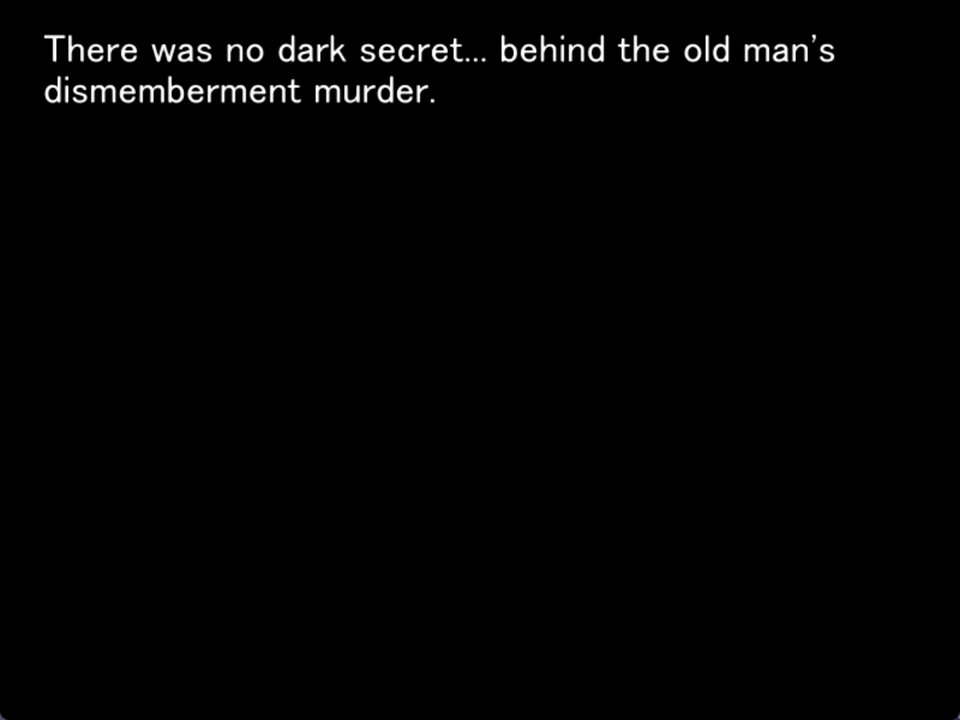 There was no dark secret... behind the old man's
dismemberment murder.